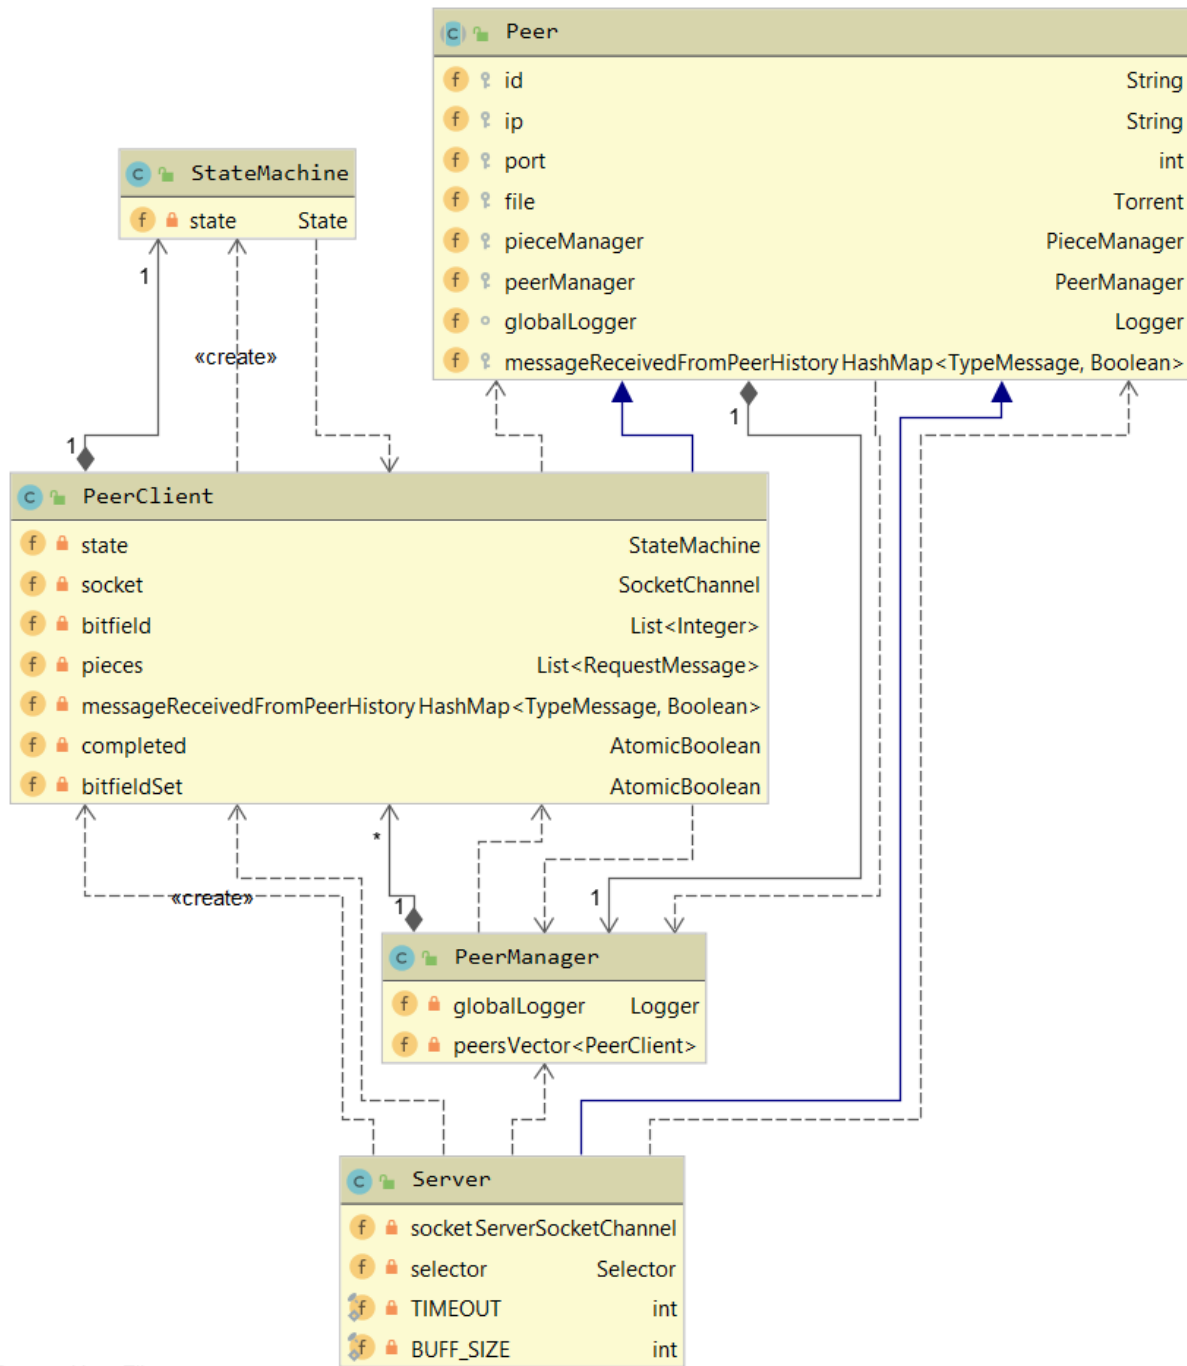 Peer
id String
ip String
port int
file Torrent
pieceManager PieceManager
peerManager PeerManager
globalLogger Logger
messageReceivedFromPeerHistory HashMap<TypeMessage, Boolean>
StateMachine
state State
1
«create»
1
1
PeerClient
state StateMachine
socket SocketChannel
bitfield List<Integer>
pieces List<RequestMessage>
messageReceivedFromPeerHistory HashMap<TypeMessage, Boolean>
completed AtomicBoolean
bitfieldSet AtomicBoolean
*
«create»
1
1
PeerManager
globalLogger Logger
peersVector<PeerClient>
Server
socket ServerSocketChannel
selector Selector
TIMEOUT int
BUFF_SIZE int